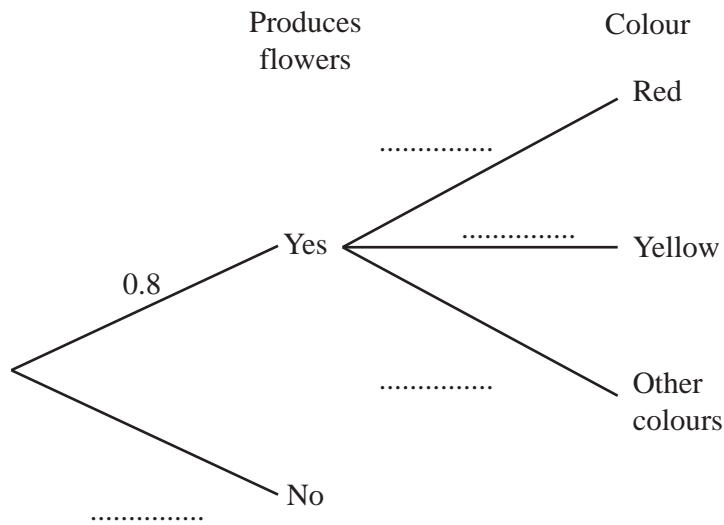 Produces
flowers
Colour
Red
...............
...............
Yes
Yellow
0.8
...............
Other
colours
No
...............